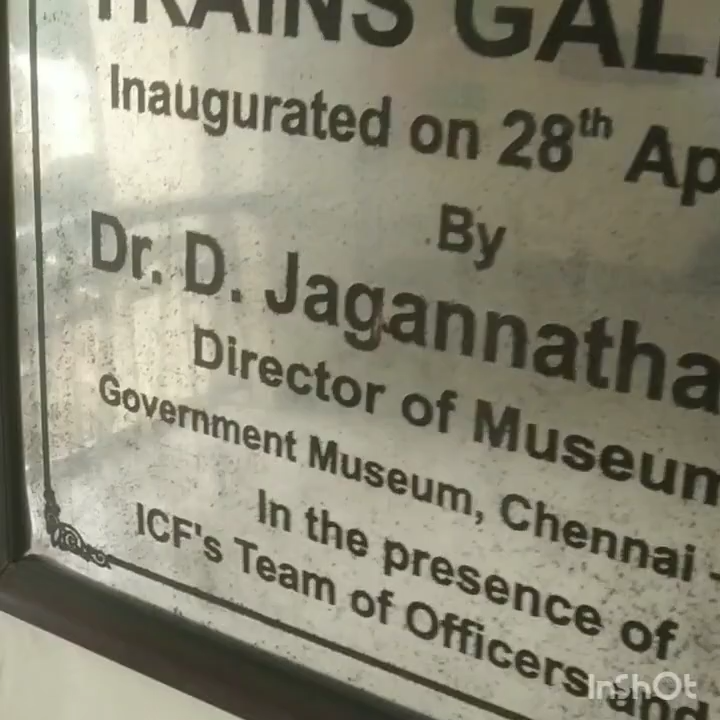 TRAINS GAL
Inaugurated on 28th Ap
By
Dr. D. Jagannatha
Director of Museum
Government Museum, Chennai -
In the presence of
ICF's Team of Officers and
InShOt